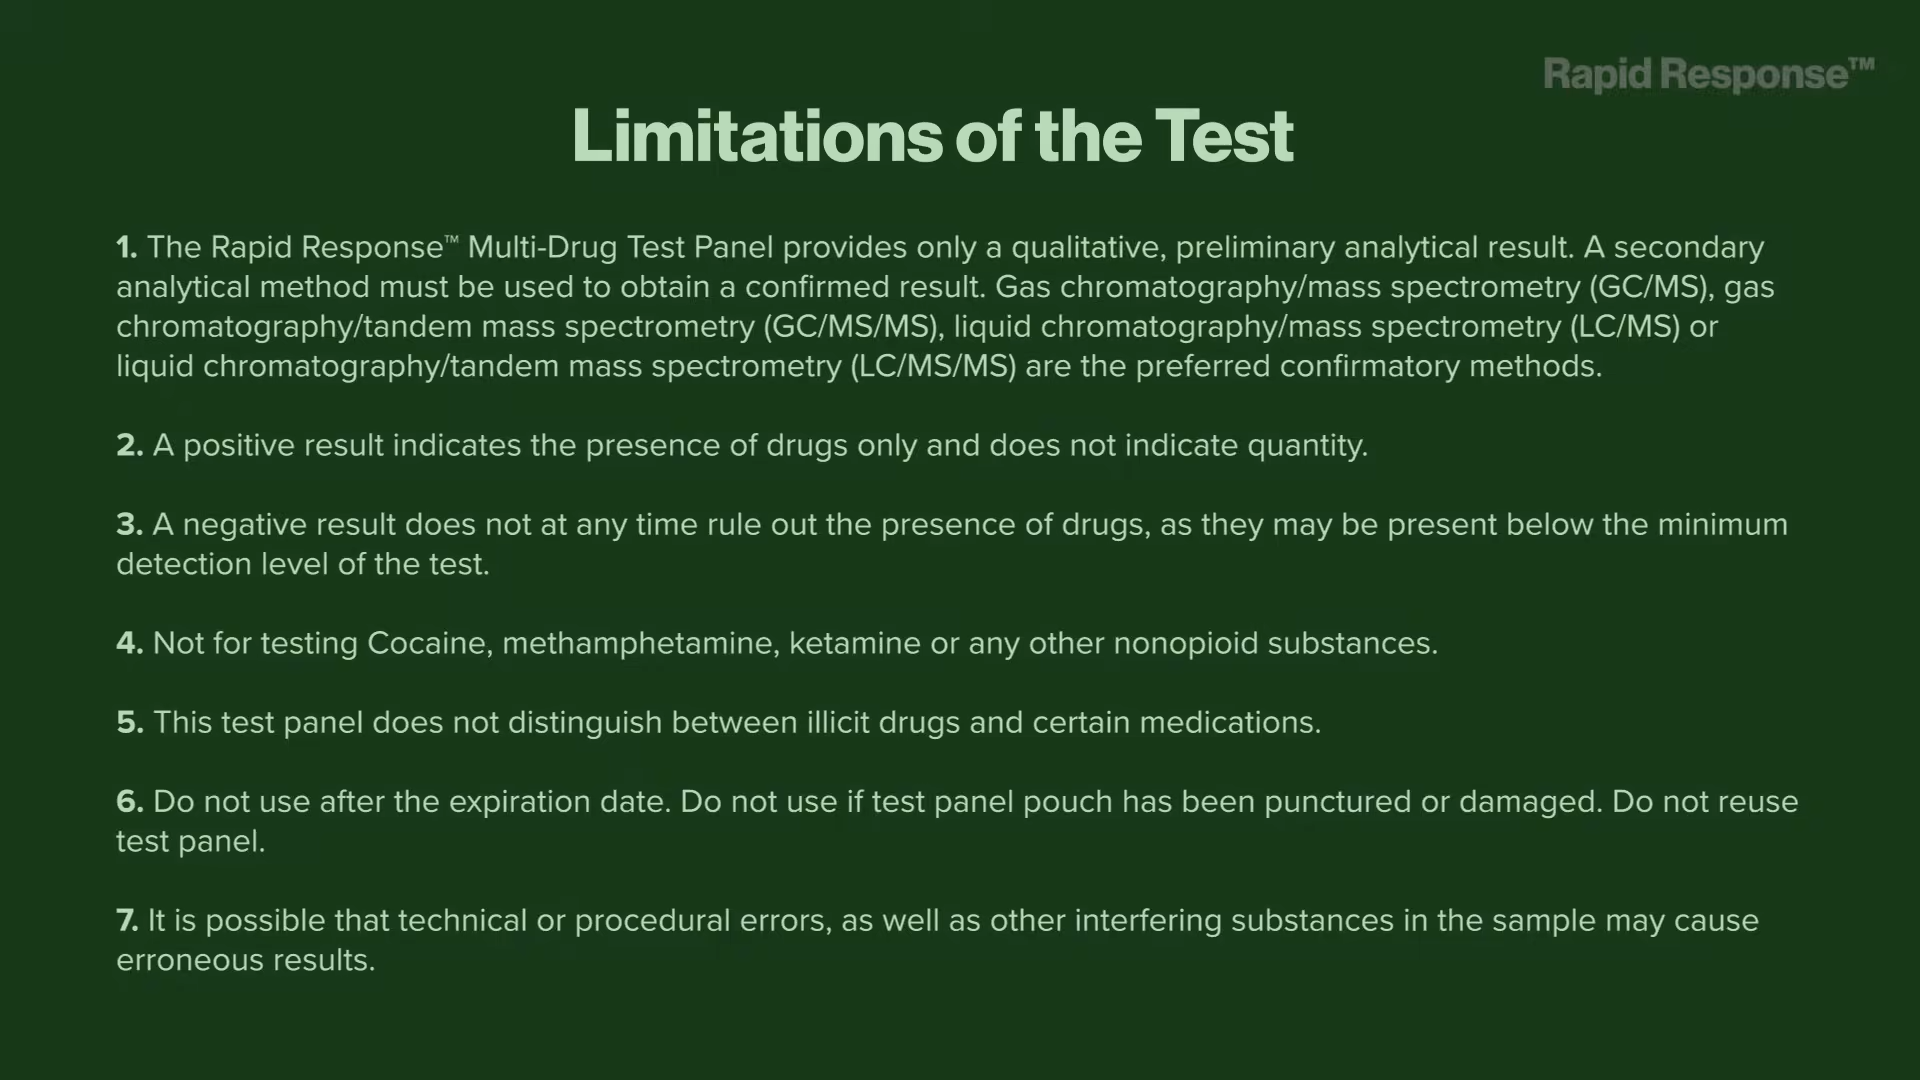 Rapid Response™
Limitations of the Test
1. The Rapid Response™ Multi-Drug Test Panel provides only a qualitative, preliminary analytical result. A secondary
analytical method must be used to obtain a confirmed result. Gas chromatography/mass spectrometry (GC/MS), gas
chromatography/tandem mass spectrometry (GC/MS/MS), liquid chromatography/mass spectrometry (LC/MS) or
liquid chromatography/tandem mass spectrometry (LC/MS/MS) are the preferred confirmatory methods.
2. A positive result indicates the presence of drugs only and does not indicate quantity.
3. A negative result does not at any time rule out the presence of drugs, as they may be present below the minimum
detection level of the test.
4. Not for testing Cocaine, methamphetamine, ketamine or any other nonopioid substances.
5. This test panel does not distinguish between illicit drugs and certain medications.
6. Do not use after the expiration date. Do not use if test panel pouch has been punctured or damaged. Do not reuse
test panel.
7. It is possible that technical or procedural errors, as well as other interfering substances in the sample may cause
erroneous results.